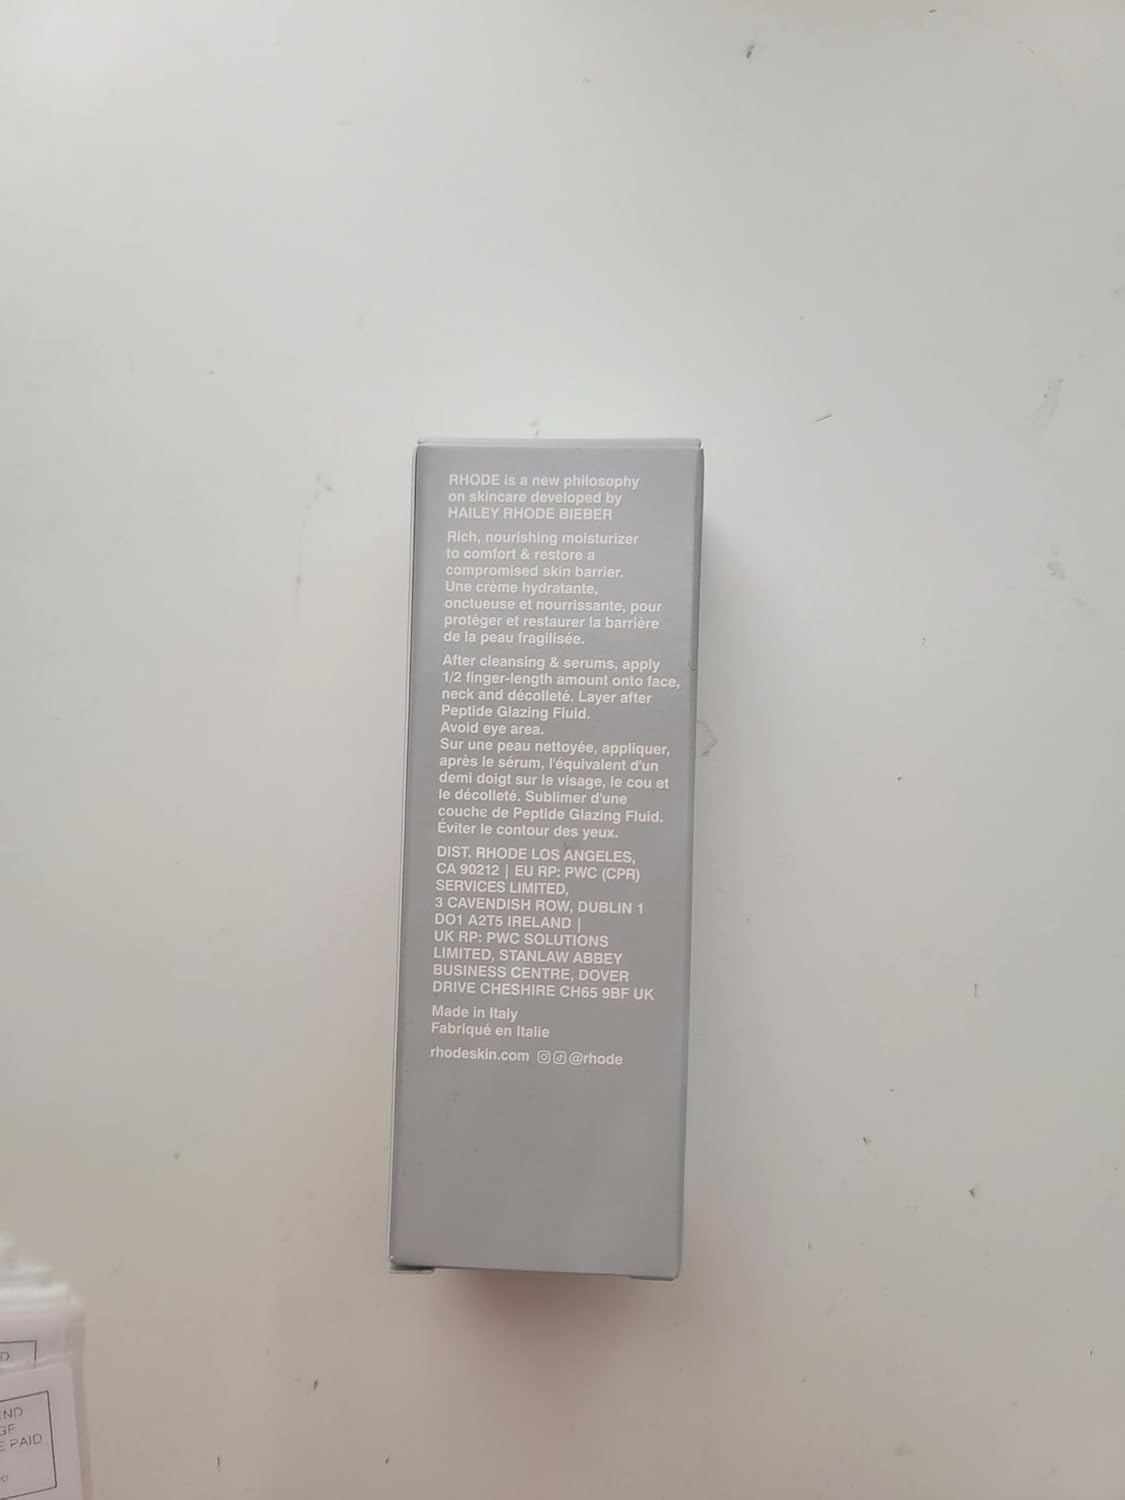 RHODE is a new philosophy
on skincare developed by
HAILEY RHODE BIEBER
Rich, nourishing moisturizer
to comfort & restore a
compromised skin barrier.
Une crème hydratante,
onctueuse et nourrissante, pour
protéger et restaurer la barrière
de la peau fragilisée.
After cleansing & serums, apply
1/2 finger-length amount onto face,
neck and décolleté. Layer after
Peptide Glazing Fluid.
Avoid eye area.
Sur une peau nettoyée, appliquer,
après le sérum, l'équivalent d'un
demi doigt sur le visage, le cou et
le décolleté. Sublimer d'une
couche de Peptide Glazing Fluid.
Éviter le contour des yeux.
DIST. RHODE LOS ANGELES,
CA 90212 | EU RP: PWC (CPR)
SERVICES LIMITED,
3 CAVENDISH ROW, DUBLIN 1
DO1 A2T5 IRELAND |
UK RP: PWC SOLUTIONS
LIMITED, STANLAW ABBEY
BUSINESS CENTRE, DOVER
DRIVE CHESHIRE CH65 9BF UK
Made in Italy
Fabriqué en Italie
rhodeskin.com @rhode
PAID